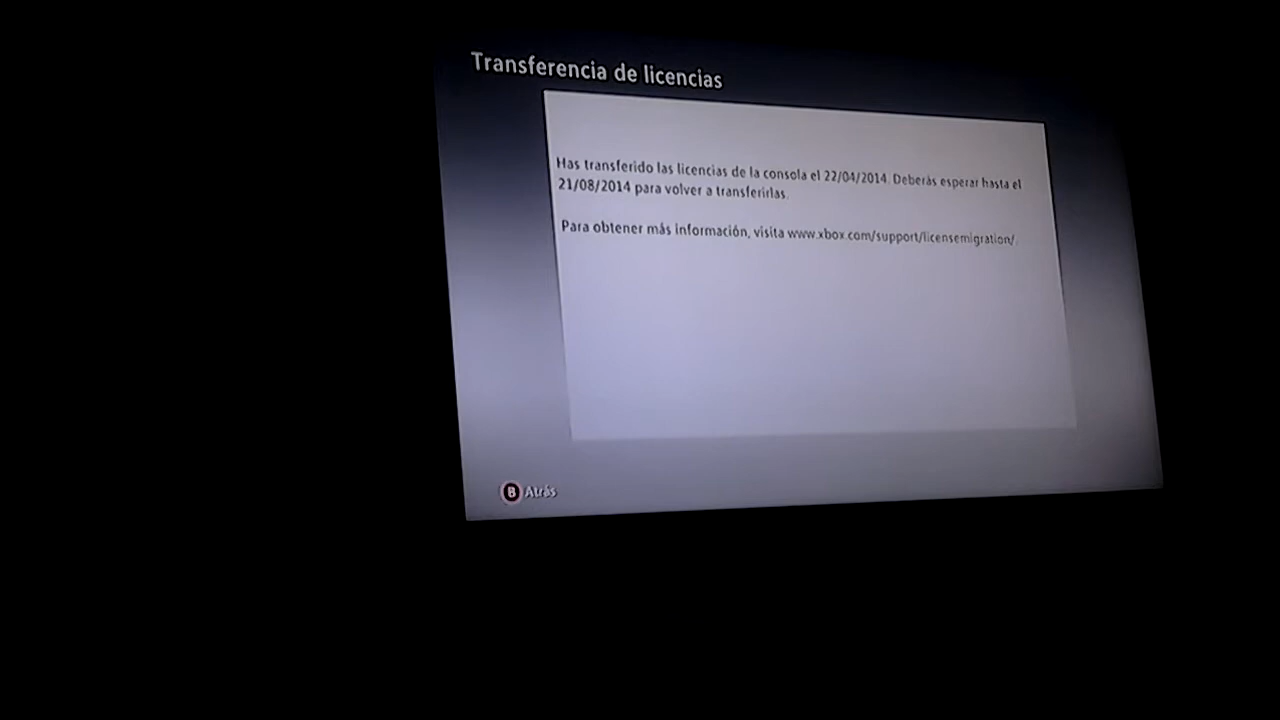 Transferencia de licencias
Has transferido las licencias de la consola el 22/04/2014. Deberás esperar hasta el
21/08/2014 para volver a transferirlas.
Para obtener más información, visita www.xbox.com/support/licensemigration/.
B Atrás